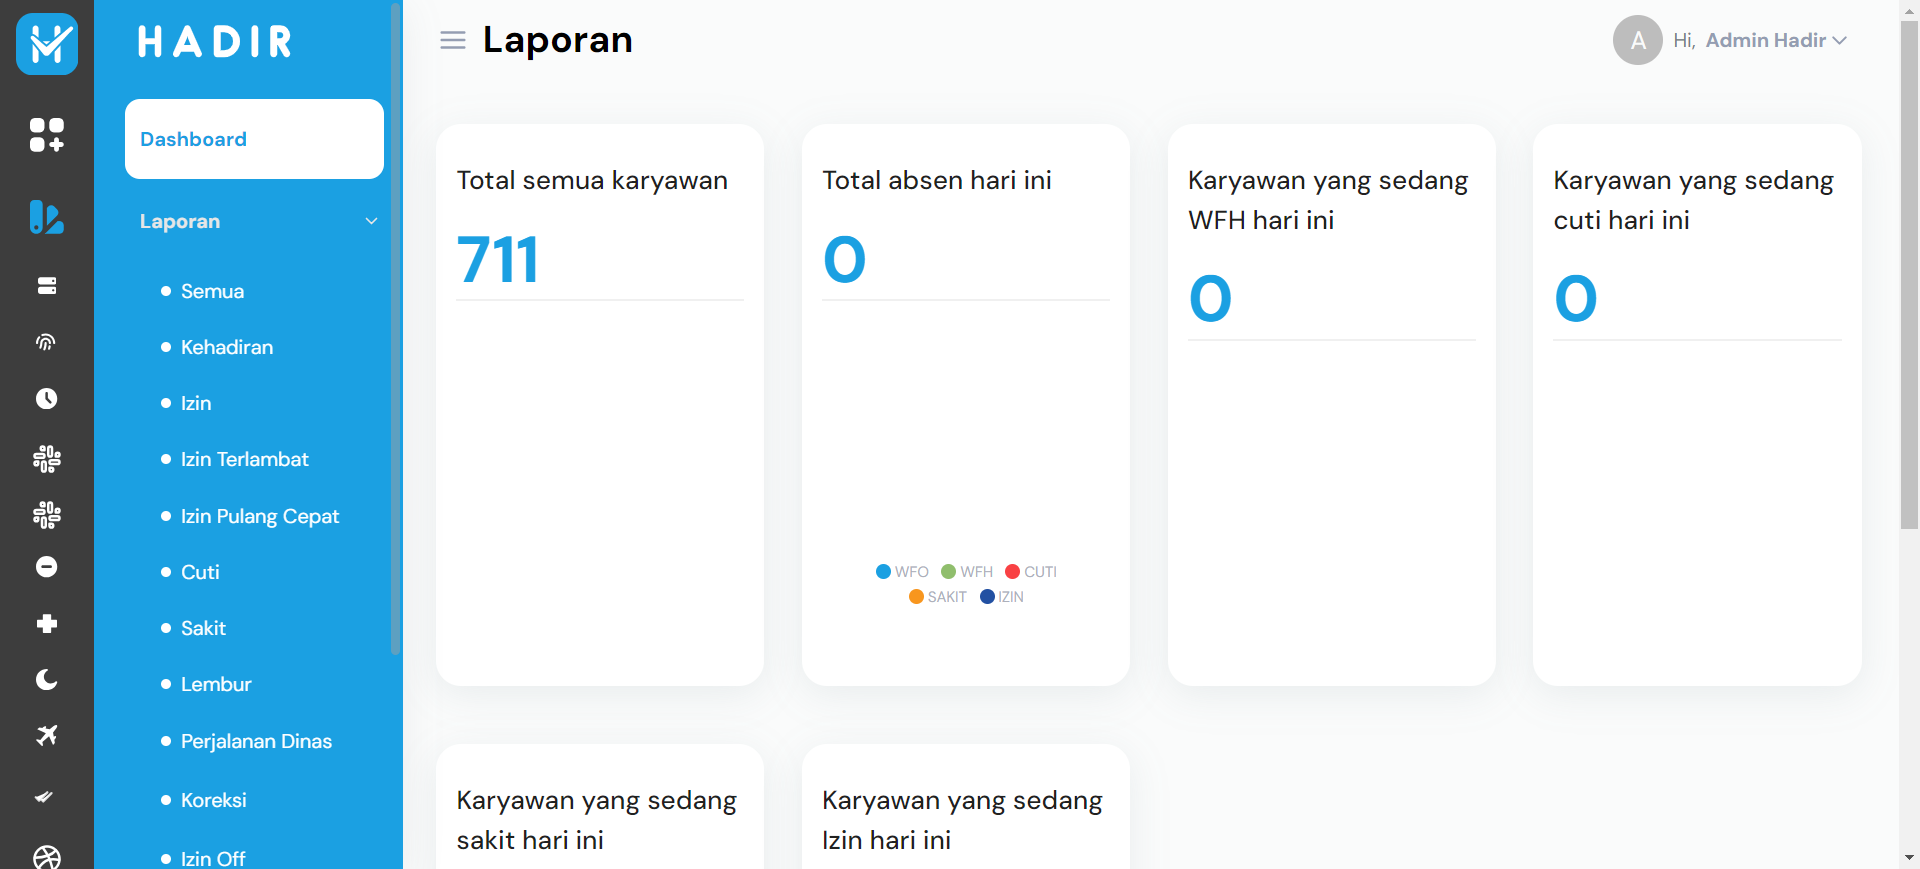 HADIR
Dashboard
Laporan
Semua
Kehadiran
Izin
Izin Terlambat
Izin Pulang Cepat
Cuti
Sakit
Lembur
Perjalanan Dinas
Koreksi
Izin Off
Laporan
A
Hi, Admin Hadir
Total semua karyawan
711
Total absen hari ini
0
WFO WFH CUTI
SAKIT IZIN
Karyawan yang sedang
WFH hari ini
0
Karyawan yang sedang
cuti hari ini
0
Karyawan yang sedang
sakit hari ini
Karyawan yang sedang
Izin hari ini